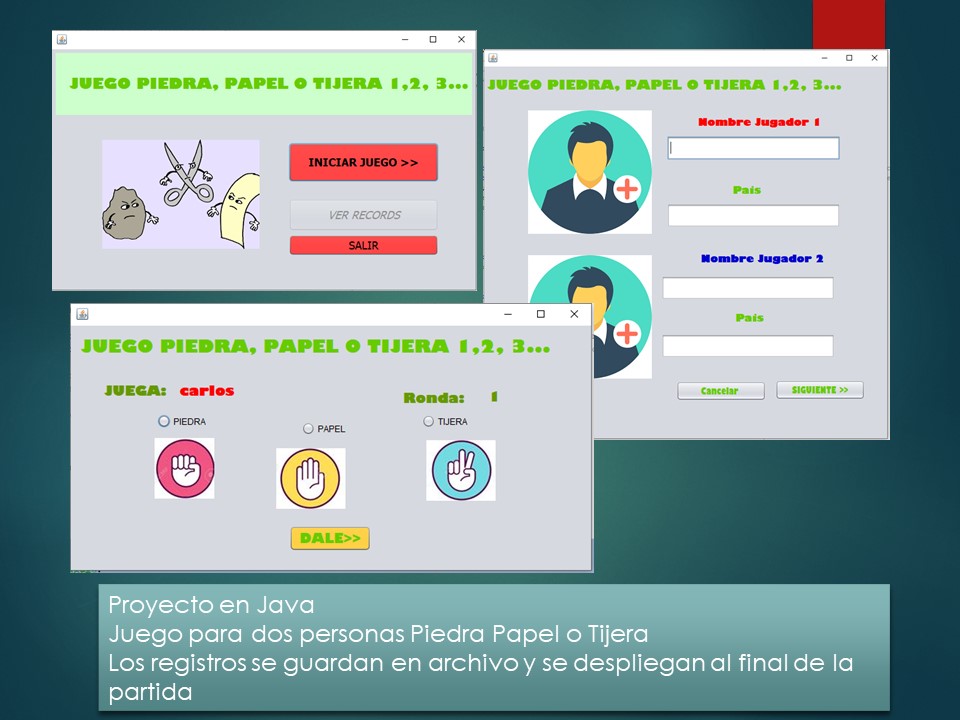 JUEGO PIEDRA, PAPEL O TIJERA 1,2, 3...
INICIAR JUEGO >>
VER RECORDS
SALIR
JUEGO PIEDRA, PAPEL O TIJERA 1,2, 3...
Nombre Jugador 1
País
Nombre Jugador 2
País
Cancelar
SIGUIENTE >>
JUEGO PIEDRA, PAPEL O TIJERA 1,2, 3...
JUEGA: carlos
Ronda: 1
PIEDRA
PAPEL
TIJERA
DALE>>
Proyecto en Java
Juego para dos personas Piedra Papel o Tijera
Los registros se guardan en archivo y se despliegan al final de la
partida